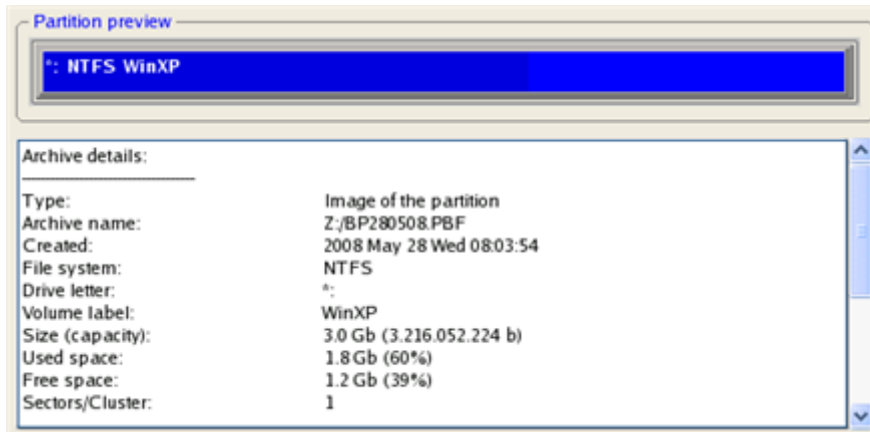 Partition preview
*: NTFS WinXP
Archive details:
Type: Image of the partition
Archive name: Z:/BP280508.PBF
Created: 2008 May 28 Wed 08:03:54
File system: NTFS
Drive letter: *:
Volume label: WinXP
Size (capacity): 3.0 Gb (3.216.052.224 b)
Used space: 1.8 Gb (60%)
Free space: 1.2 Gb (39%)
Sectors/Cluster: 1